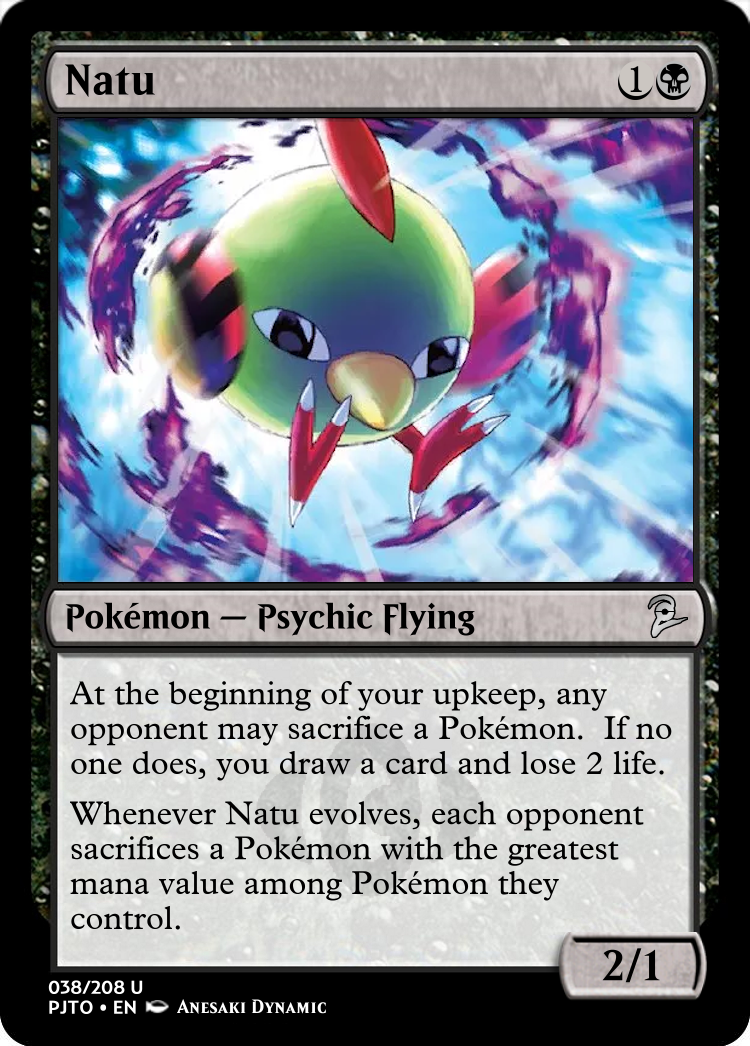 Natu 1
Pokémon — Psychic Flying
At the beginning of your upkeep, any
opponent may sacrifice a Pokémon.  If no
one does, you draw a card and lose 2 life.
Whenever Natu evolves, each opponent
sacrifices a Pokémon with the greatest
mana value among Pokémon they
control.
2/1
038/208 U
PJTO • EN Anesaki Dynamic